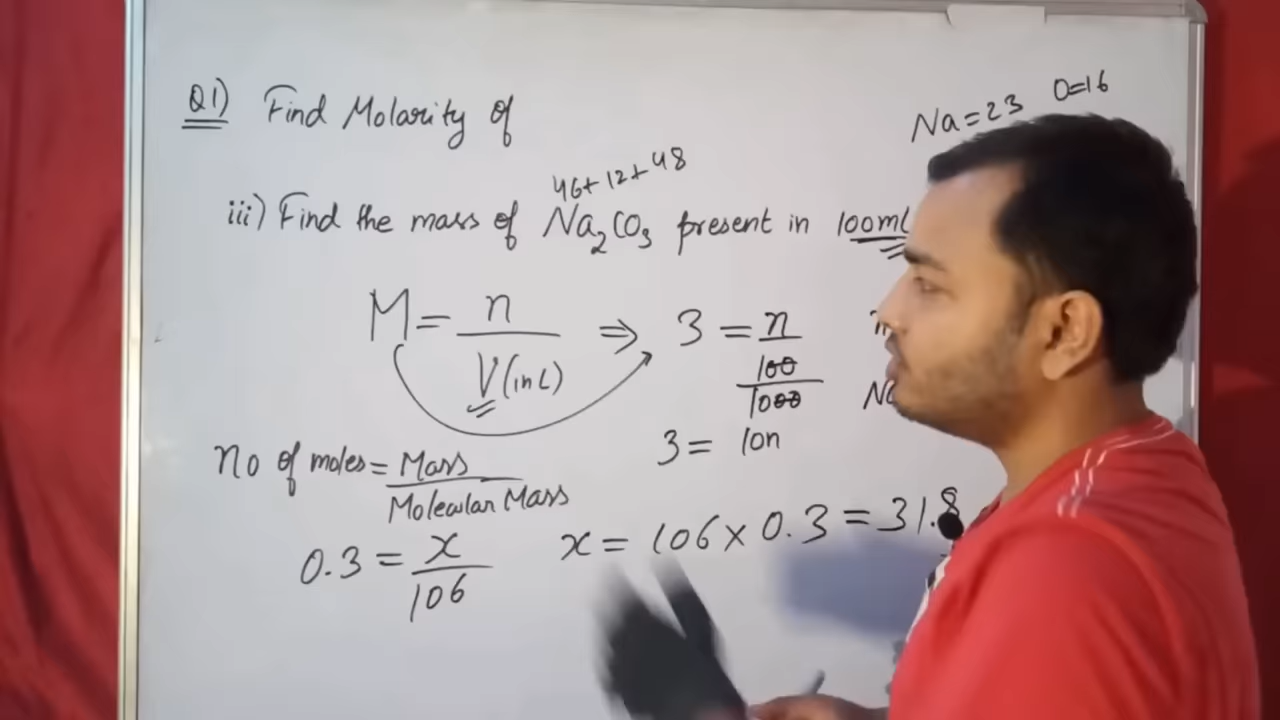 Q1) Find Molarity of
Na=23 O=16
46+12+48
iii) Find the mass of Na₂CO₃ present in 100ml
M = n / V(in L) ⇒ 3 = n / 100/1000
3 = 10n
no of moles = Mass / Molecular Mass
0.3 = x / 106
x = 106 × 0.3 = 31.8